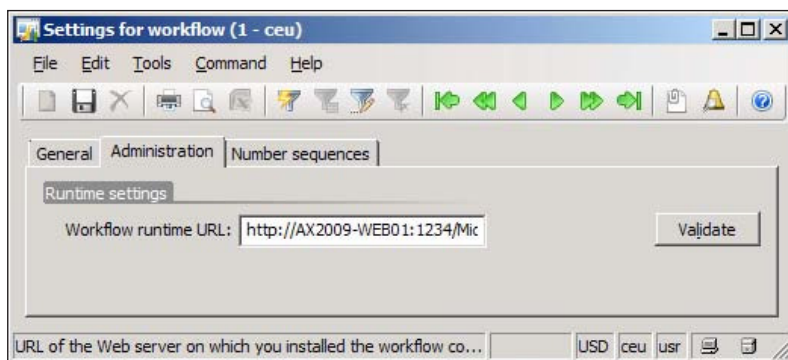 Settings for workflow (1 - ceu)
File Edit Tools Command Help
General Administration Number sequences
Runtime settings
Workflow runtime URL: http://AX2009-WEB01:1234/Mic Validate
URL of the Web server on which you installed the workflow co... USD ceu usr